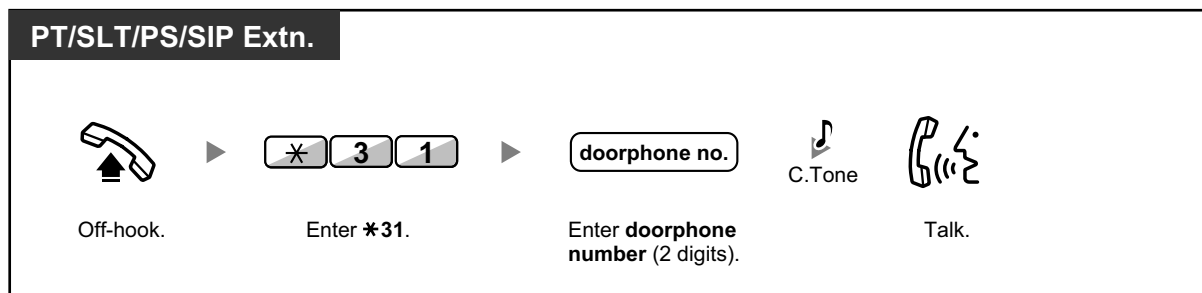 PT/SLT/PS/SIP Extn.
* 3 1
doorphone no.
C.Tone
Off-hook.
Enter *31.
Enter doorphone
number (2 digits).
Talk.